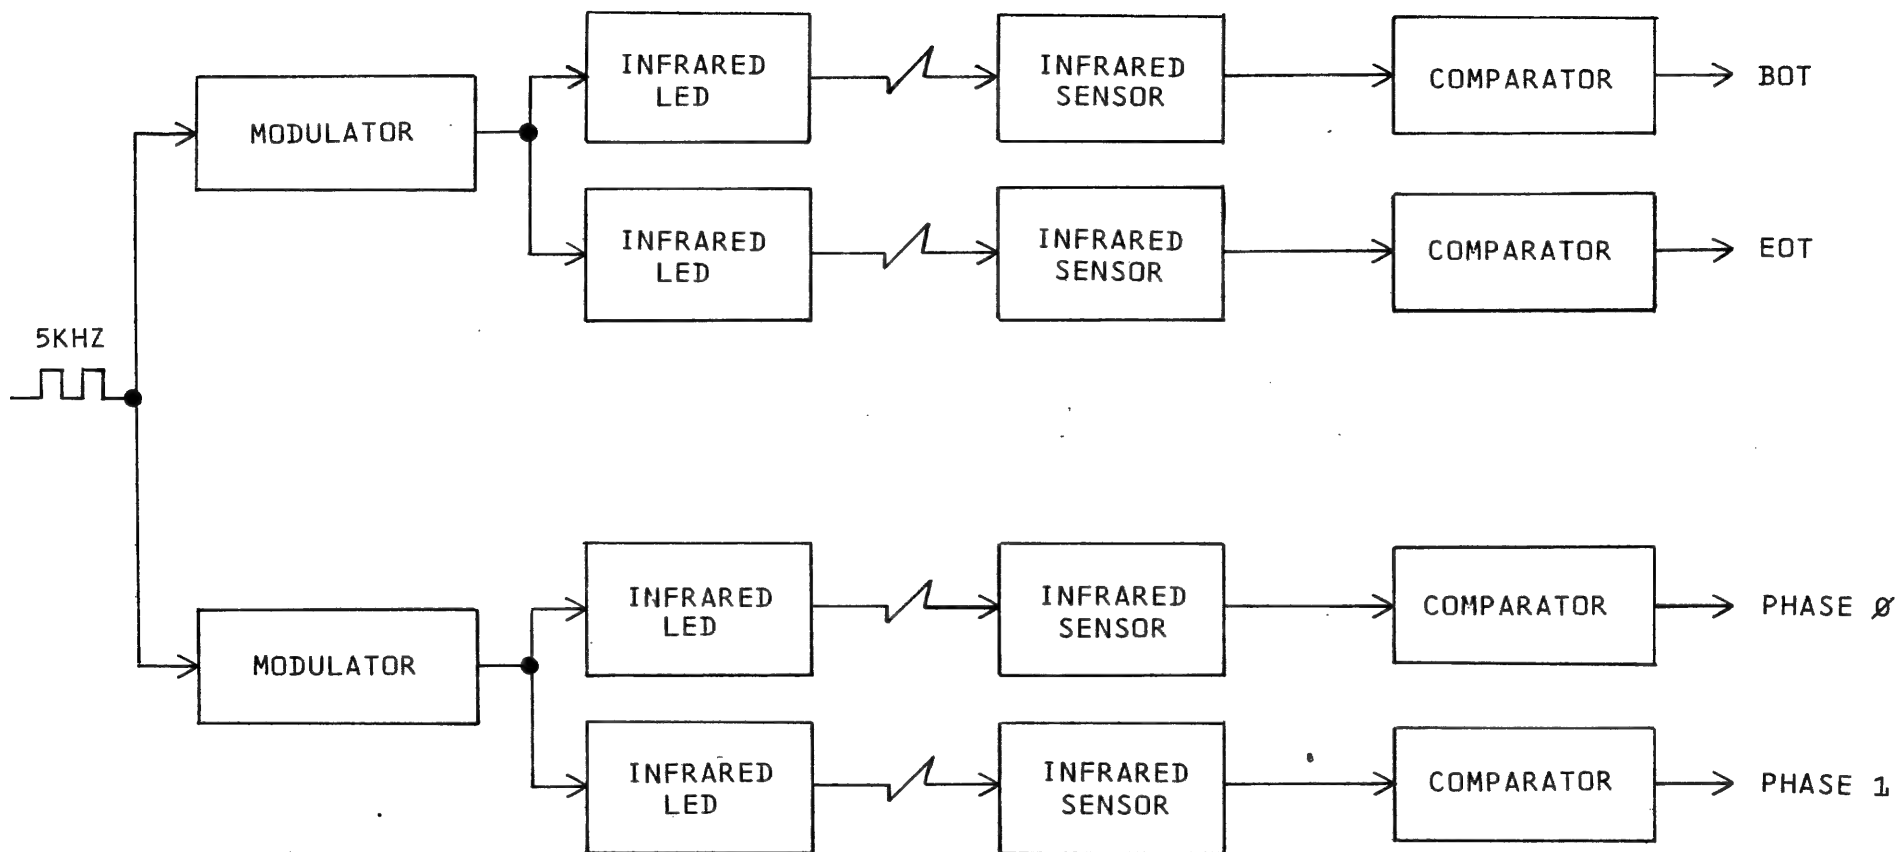 INFRARED
LED
INFRARED
SENSOR
COMPARATOR
BOT
MODULATOR
INFRARED
LED
INFRARED
SENSOR
COMPARATOR
EOT
5KHZ
INFRARED
LED
INFRARED
SENSOR
COMPARATOR
PHASE Ø
MODULATOR
INFRARED
LED
INFRARED
SENSOR
COMPARATOR
PHASE 1